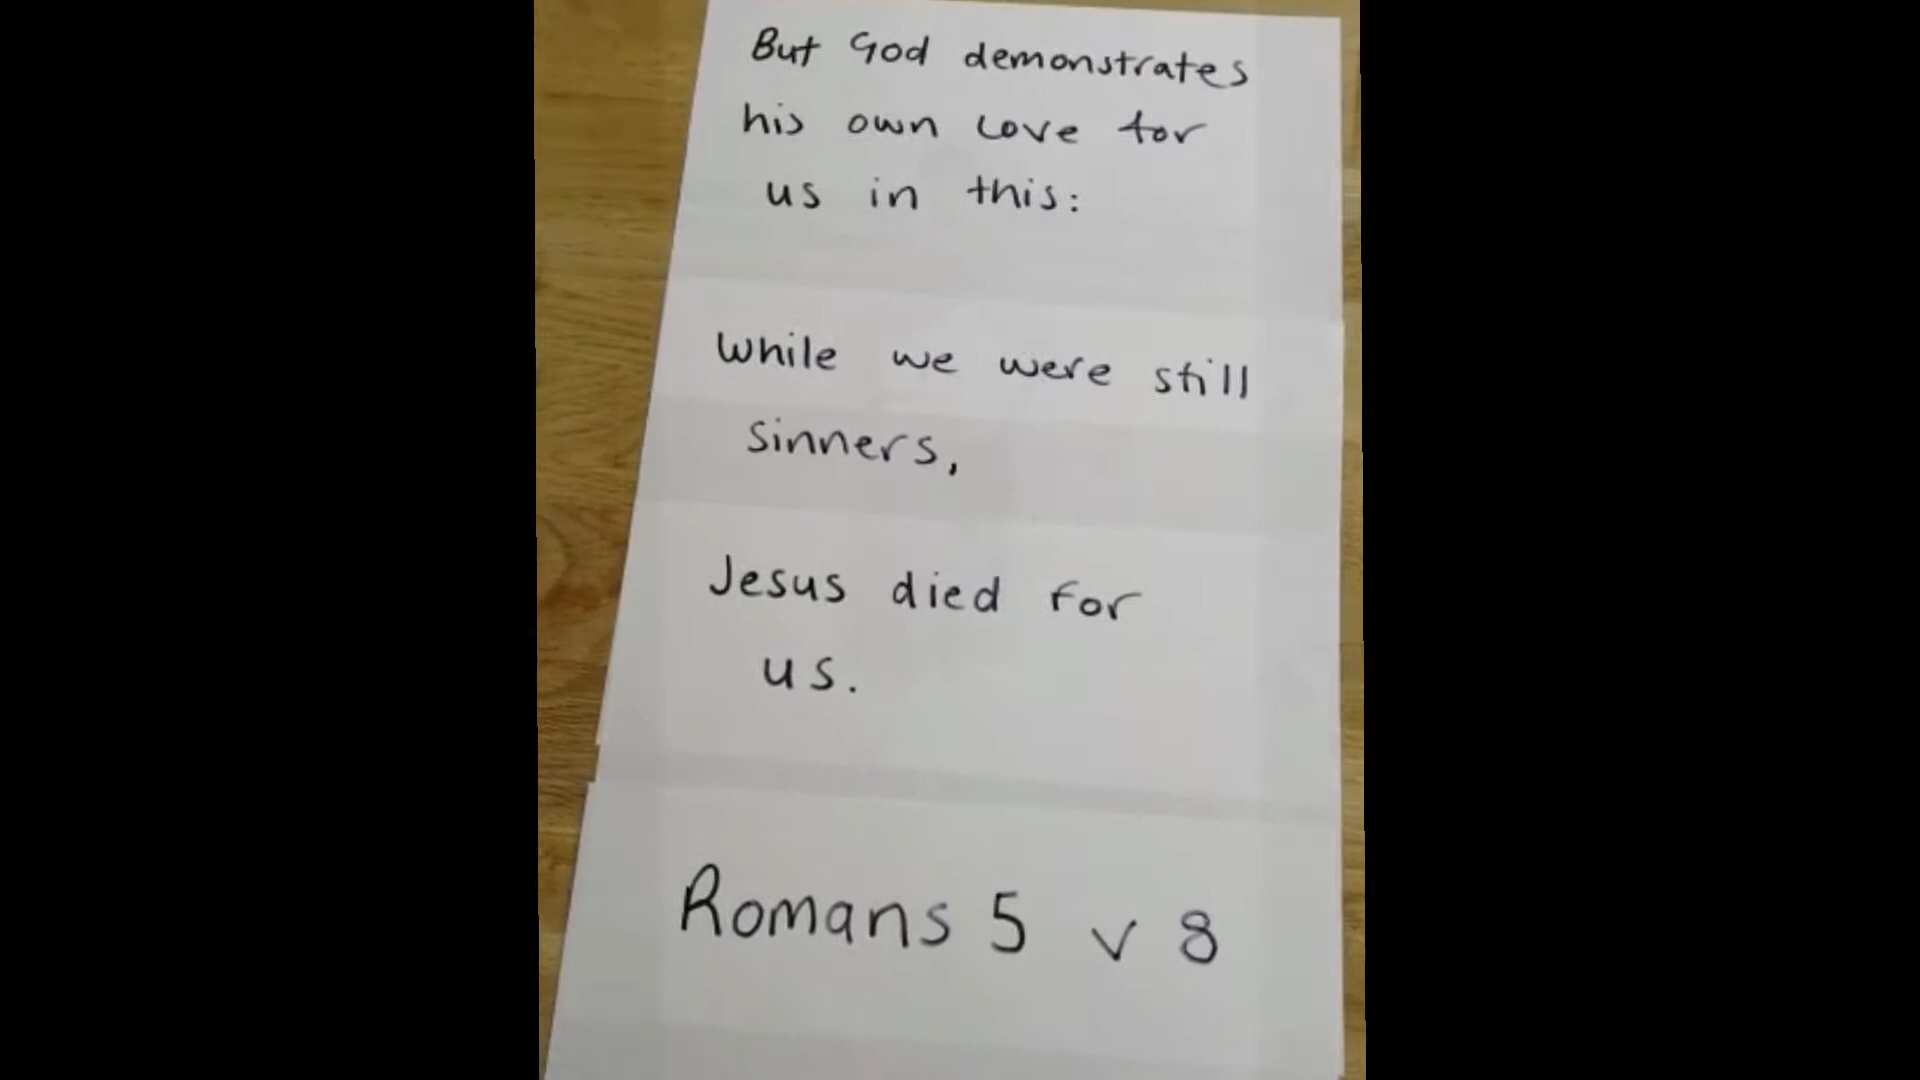 But God demonstrates
his own love for
us in this:
While we were still
sinners,
Jesus died for
us.
Romans 5 v 8